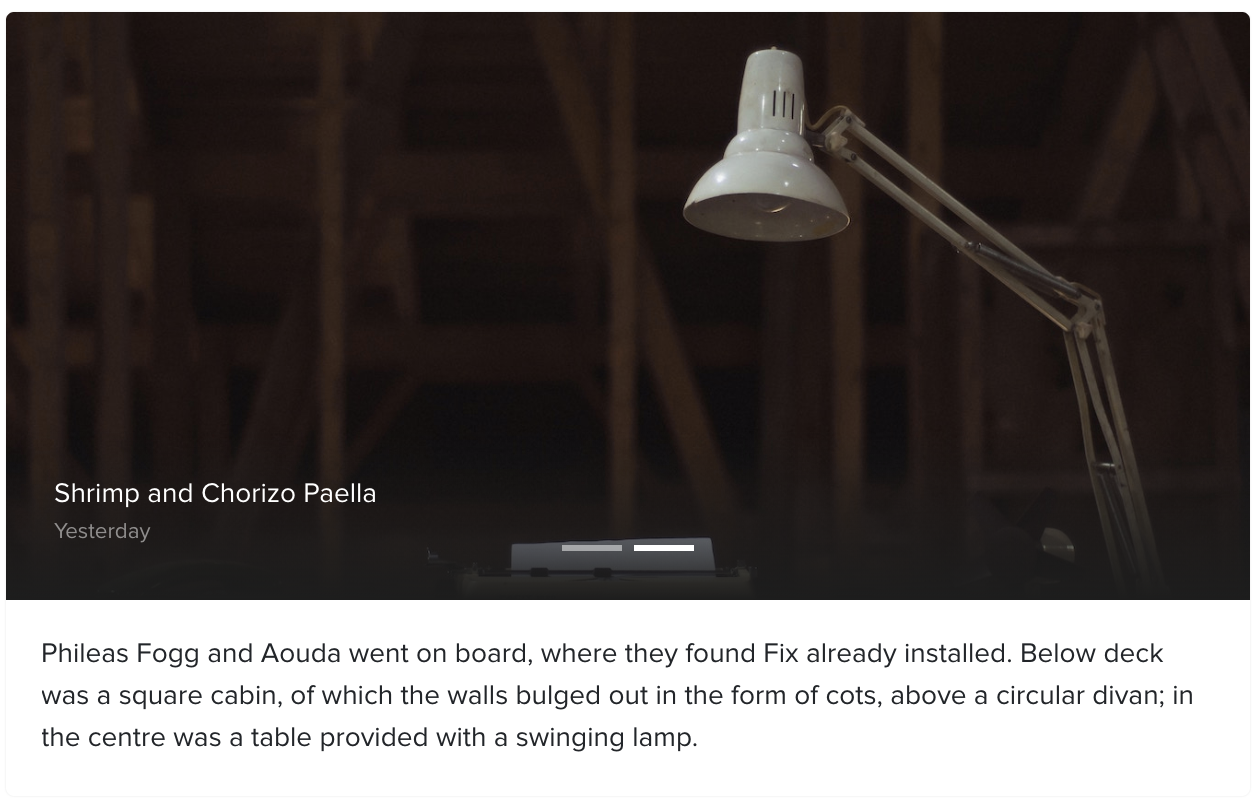 Shrimp and Chorizo Paella
Yesterday
Phileas Fogg and Aouda went on board, where they found Fix already installed. Below deck
was a square cabin, of which the walls bulged out in the form of cots, above a circular divan; in
the centre was a table provided with a swinging lamp.